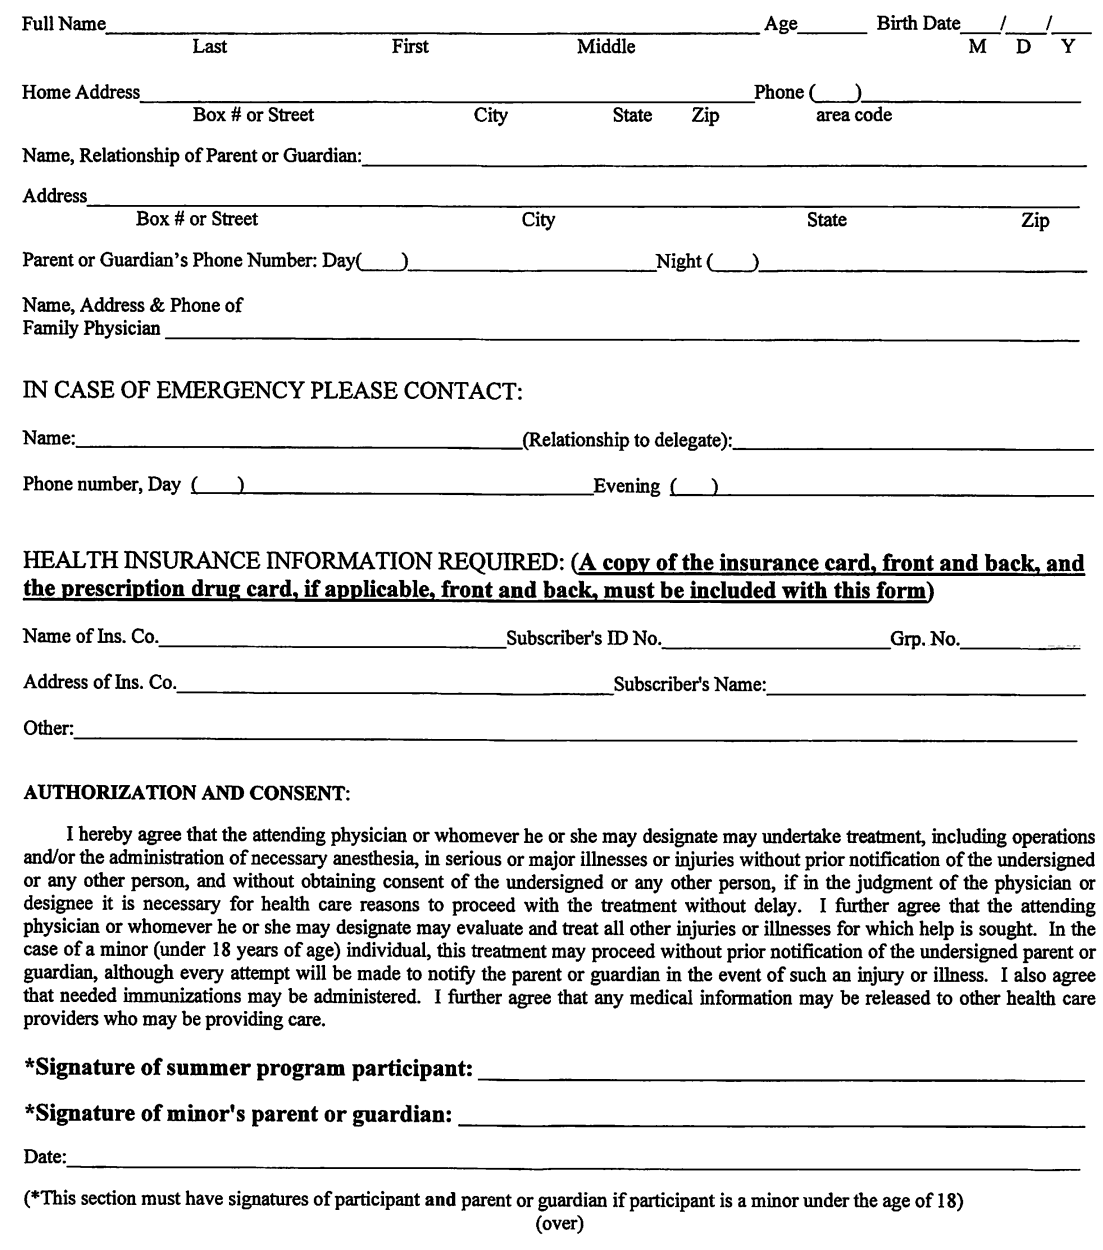 Full Name Age Birth Date / /
Last First Middle M D Y
Home Address Phone ( )
Box # or Street City State Zip area code
Name, Relationship of Parent or Guardian:
Address
Box # or Street City State Zip
Parent or Guardian's Phone Number: Day( ) Night ( )
Name, Address & Phone of
Family Physician
IN CASE OF EMERGENCY PLEASE CONTACT:
Name: (Relationship to delegate):
Phone number, Day ( ) Evening ( )
HEALTH INSURANCE INFORMATION REQUIRED: (A copy of the insurance card, front and back, and
the prescription drug card, if applicable, front and back, must be included with this form)
Name of Ins. Co. Subscriber's ID No. Grp. No.
Address of Ins. Co. Subscriber's Name:
Other:
AUTHORIZATION AND CONSENT:
I hereby agree that the attending physician or whomever he or she may designate may undertake treatment, including operations
and/or the administration of necessary anesthesia, in serious or major illnesses or injuries without prior notification of the undersigned
or any other person, and without obtaining consent of the undersigned or any other person, if in the judgment of the physician or
designee it is necessary for health care reasons to proceed with the treatment without delay. I further agree that the attending
physician or whomever he or she may designate may evaluate and treat all other injuries or illnesses for which help is sought. In the
case of a minor (under 18 years of age) individual, this treatment may proceed without prior notification of the undersigned parent or
guardian, although every attempt will be made to notify the parent or guardian in the event of such an injury or illness. I also agree
that needed immunizations may be administered. I further agree that any medical information may be released to other health care
providers who may be providing care.
*Signature of summer program participant:
*Signature of minor's parent or guardian:
Date:
(*This section must have signatures of participant and parent or guardian if participant is a minor under the age of 18)
(over)